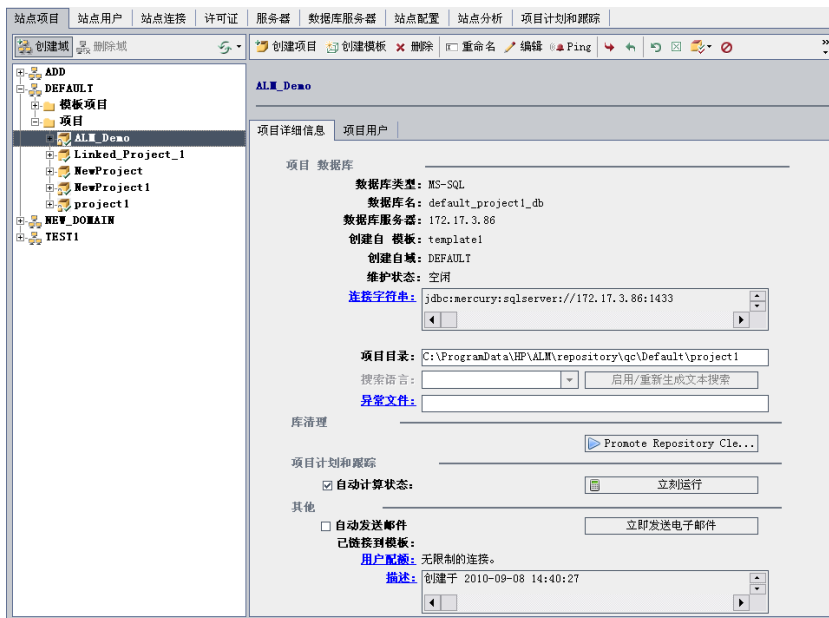 站点项目 站点用户 站点连接 许可证 服务器 数据库服务器 站点配置 站点分析 项目计划和跟踪
创建域 删除域 创建项目 创建模板 删除 重命名 编辑 Ping
ADD
DEFAULT
模板项目
项目
ALM_Demo
Linked_Project_1
NewProject
NewProject1
project1
NEW_DOMAIN
TEST1
ALM_Demo
项目详细信息 项目用户
项目 数据库
数据库类型: MS-SQL
数据库名: default_project1_db
数据库服务器: 172.17.3.86
创建自 模板: template1
创建自域: DEFAULT
维护状态: 空闲
连接字符串: jdbc:mercury:sqlserver://172.17.3.86:1433
项目目录: C:\ProgramData\HP\ALM\repository\qc\Default\project1
搜索语言: 启用/重新生成文本搜索
异常文件:
库清理
Promote Repository Cle...
项目计划和跟踪
自动计算状态: 立刻运行
其他
自动发送邮件 立即发送电子邮件
已链接到模板:
用户配额: 无限制的连接。
描述: 创建于 2010-09-08 14:40:27